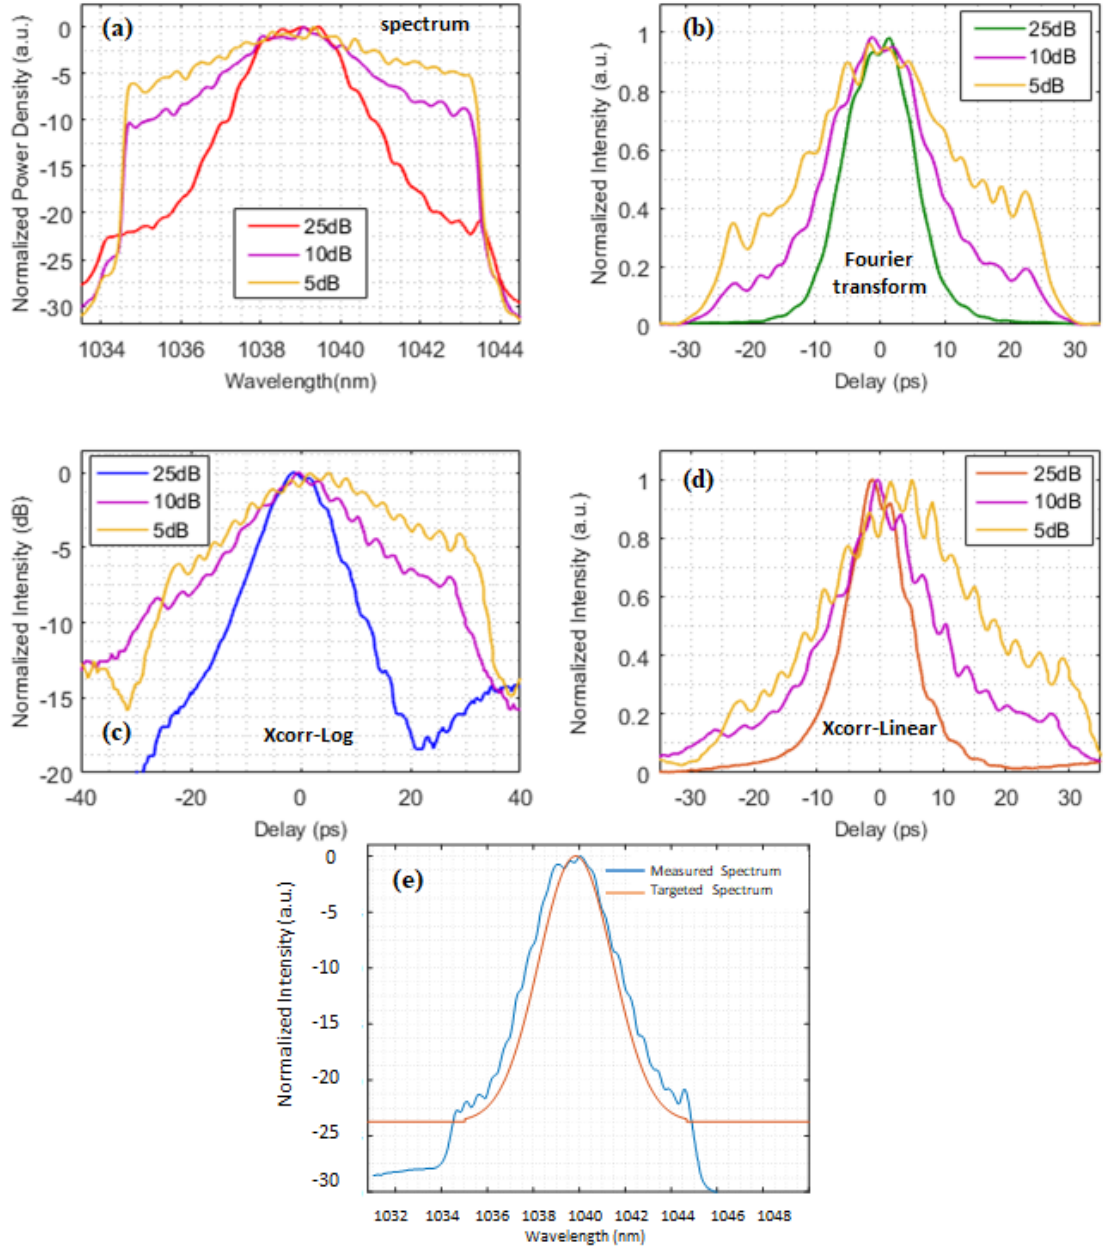 (a)
spectrum
Normalized Power Density (a.u.)
0
-5
-10
-15
-20
-25
-30
25dB
10dB
5dB
1034 1036 1038 1040 1042 1044
Wavelength(nm)
(b)
Normalized Intensity (a.u.)
1
0.8
0.6
0.4
0.2
0
25dB
10dB
5dB
Fourier
transform
-30 -20 -10 0 10 20 30
Delay (ps)
25dB
10dB
5dB
Normalized Intensity (dB)
0
-5
-10
-15
-20
(c)
Xcorr-Log
-40 -20 0 20 40
Delay (ps)
(d)
Normalized Intensity (a.u.)
1
0.8
0.6
0.4
0.2
0
25dB
10dB
5dB
Xcorr-Linear
-30 -20 -10 0 10 20 30
Delay (ps)
(e)
Normalized Intensity (a.u.)
0
-5
-10
-15
-20
-25
-30
Measured Spectrum
Targeted Spectrum
1032 1034 1036 1038 1040 1042 1044 1046 1048
Wavelength (nm)